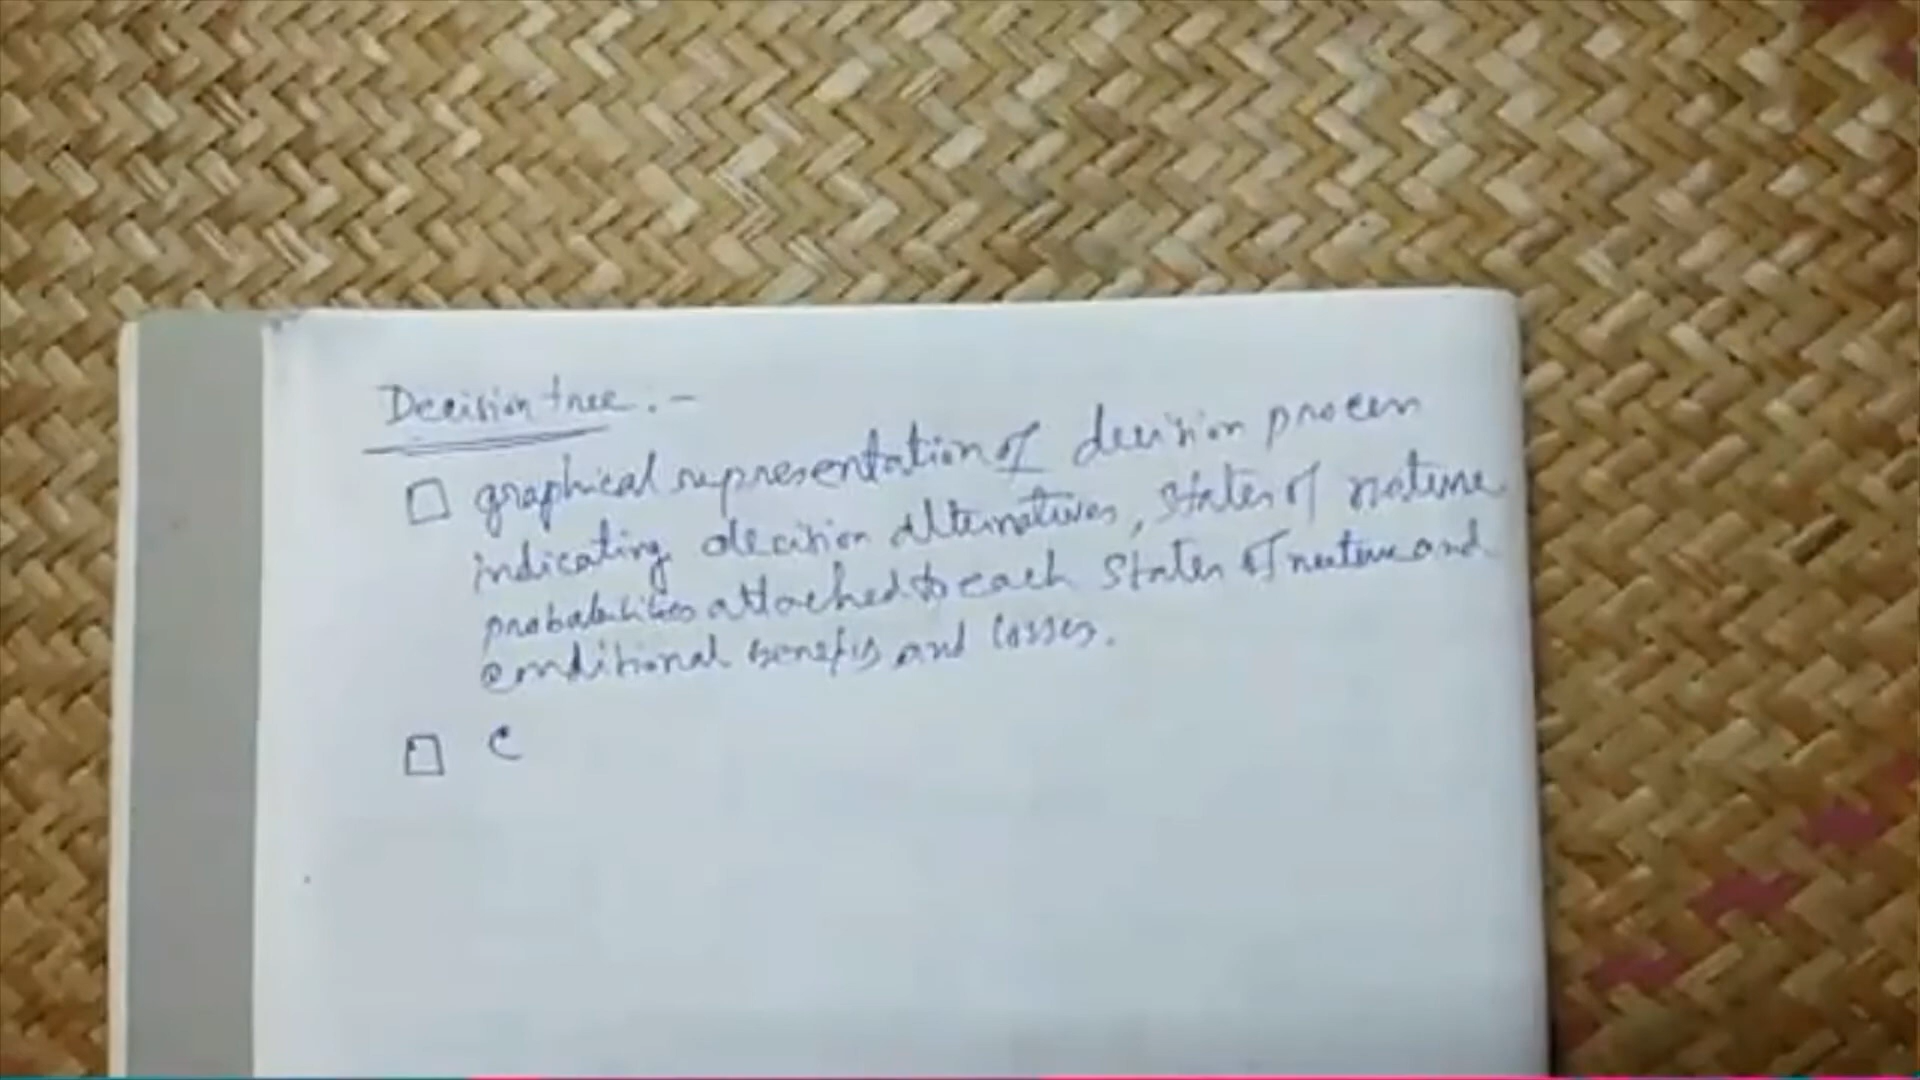 Decision tree. -
□ graphical representation of decision process
indicating decision alternatives, states of nature
probabilities attached to each states of nature and
conditional benefits and losses.
□ C